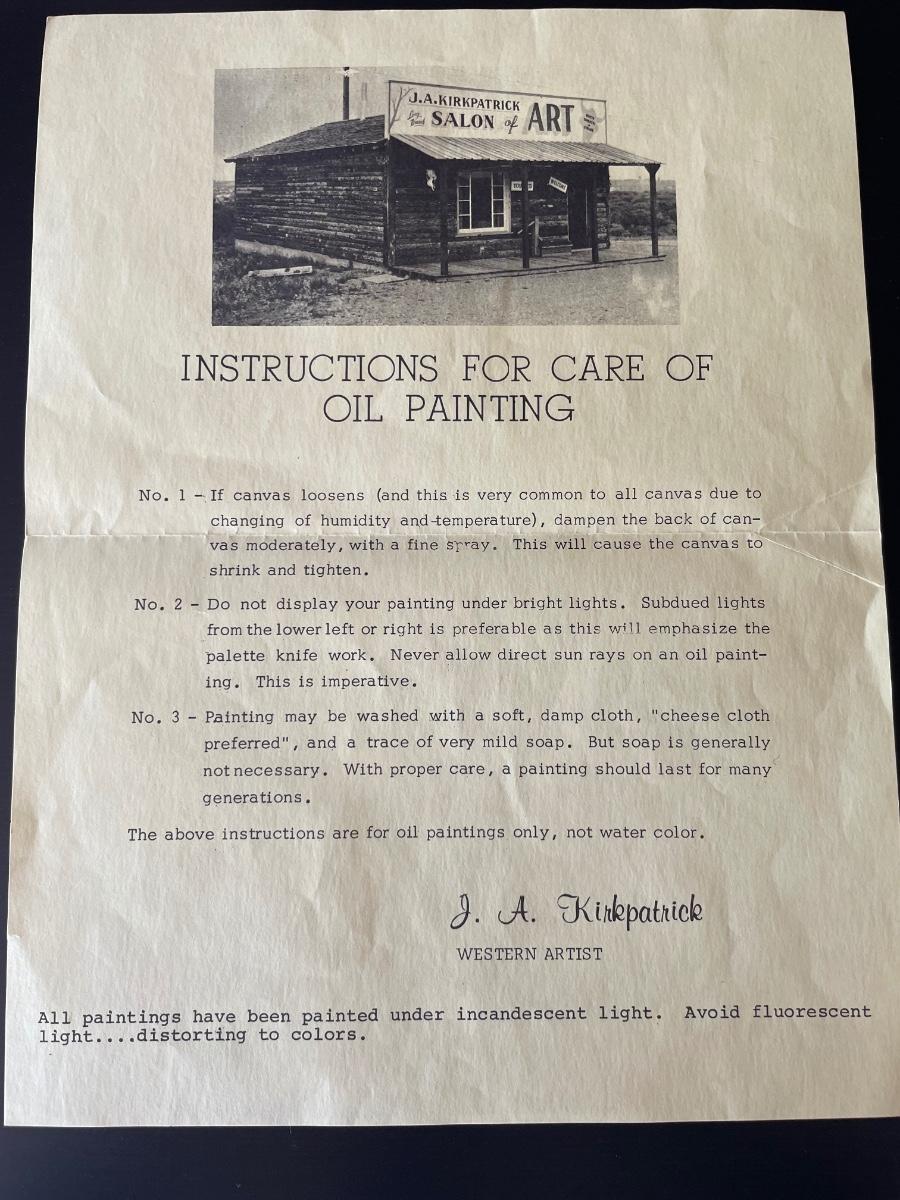 J.A.KIRKPATRICK
SALON of ART
WELCOME
INSTRUCTIONS FOR CARE OF
OIL PAINTING
No. 1 - If canvas loosens (and this is very common to all canvas due to
changing of humidity and temperature), dampen the back of can-
vas moderately, with a fine spray. This will cause the canvas to
shrink and tighten.
No. 2 - Do not display your painting under bright lights. Subdued lights
from the lower left or right is preferable as this will emphasize the
palette knife work. Never allow direct sun rays on an oil paint-
ing. This is imperative.
No. 3 - Painting may be washed with a soft, damp cloth, "cheese cloth
preferred", and a trace of very mild soap. But soap is generally
not necessary. With proper care, a painting should last for many
generations.
The above instructions are for oil paintings only, not water color.
J. A. Kirkpatrick
WESTERN ARTIST
All paintings have been painted under incandescent light. Avoid fluorescent
light....distorting to colors.